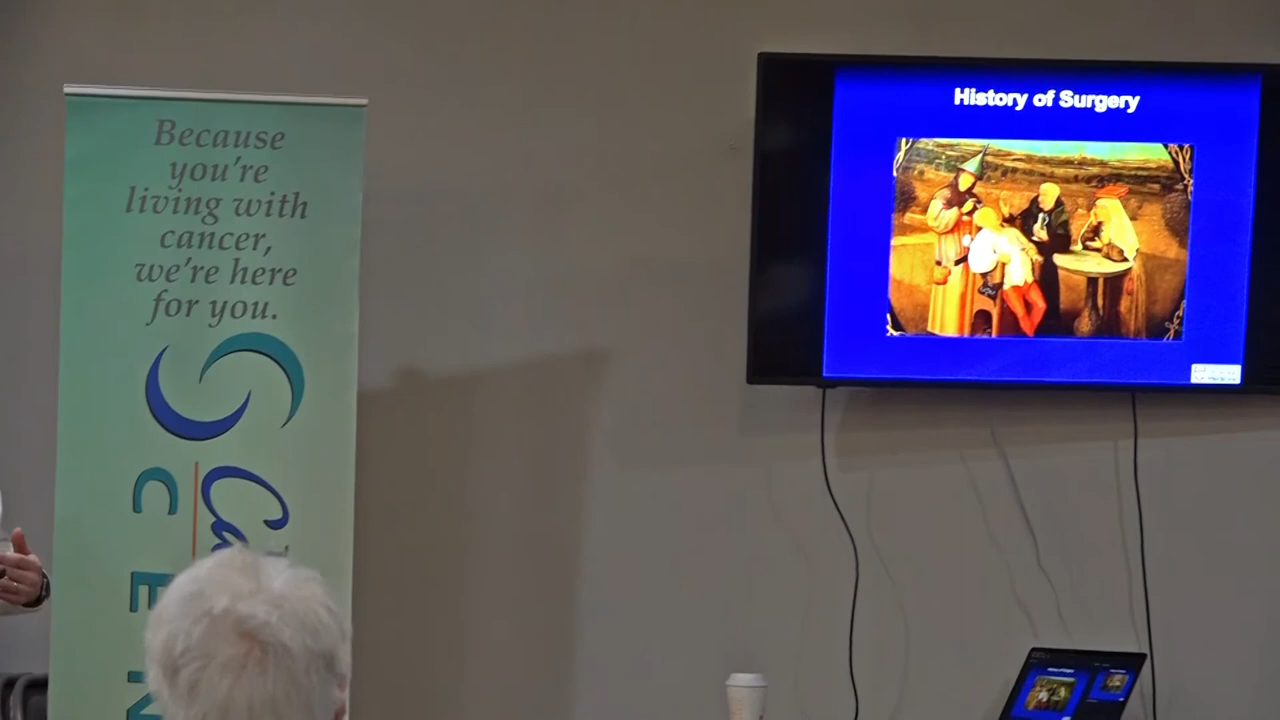 Because
you're
living with
cancer,
we're here
for you.
History of Surgery